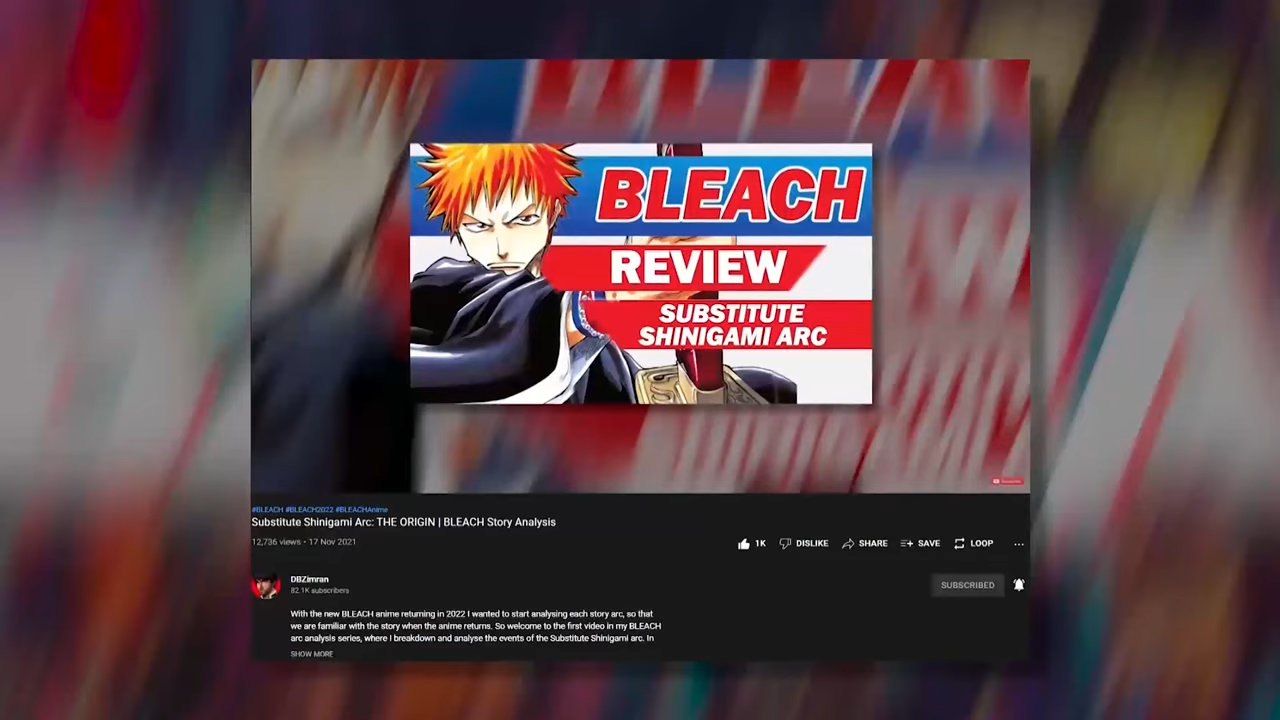 BLEACH
REVIEW
SUBSTITUTE
SHINIGAMI ARC
#BLEACH #BLEACH2022 #BLEACHAnime
Substitute Shinigami Arc: THE ORIGIN | BLEACH Story Analysis
12,736 views • 17 Nov 2021
1K DISLIKE SHARE SAVE LOOP ...
DBZimran
82.1K subscribers
SUBSCRIBED
With the new BLEACH anime returning in 2022 I wanted to start analysing each story arc, so that
we are familiar with the story when the anime returns. So welcome to the first video in my BLEACH
arc analysis series, where I breakdown and analyse the events of the Substitute Shinigami arc. In
SHOW MORE